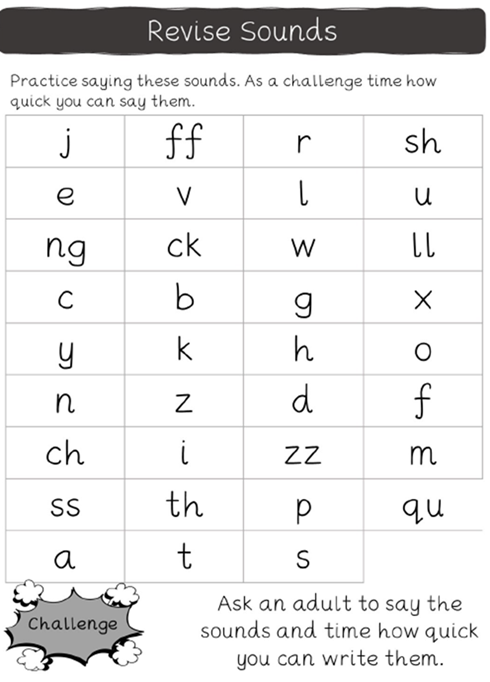 Revise Sounds
Practice saying these sounds. As a challenge time how
quick you can say them.
j ff r sh
e v l u
ng ck w ll
c b g x
y k h o
n z d f
ch i zz m
ss th p qu
a t s
Challenge
Ask an adult to say the
sounds and time how quick
you can write them.